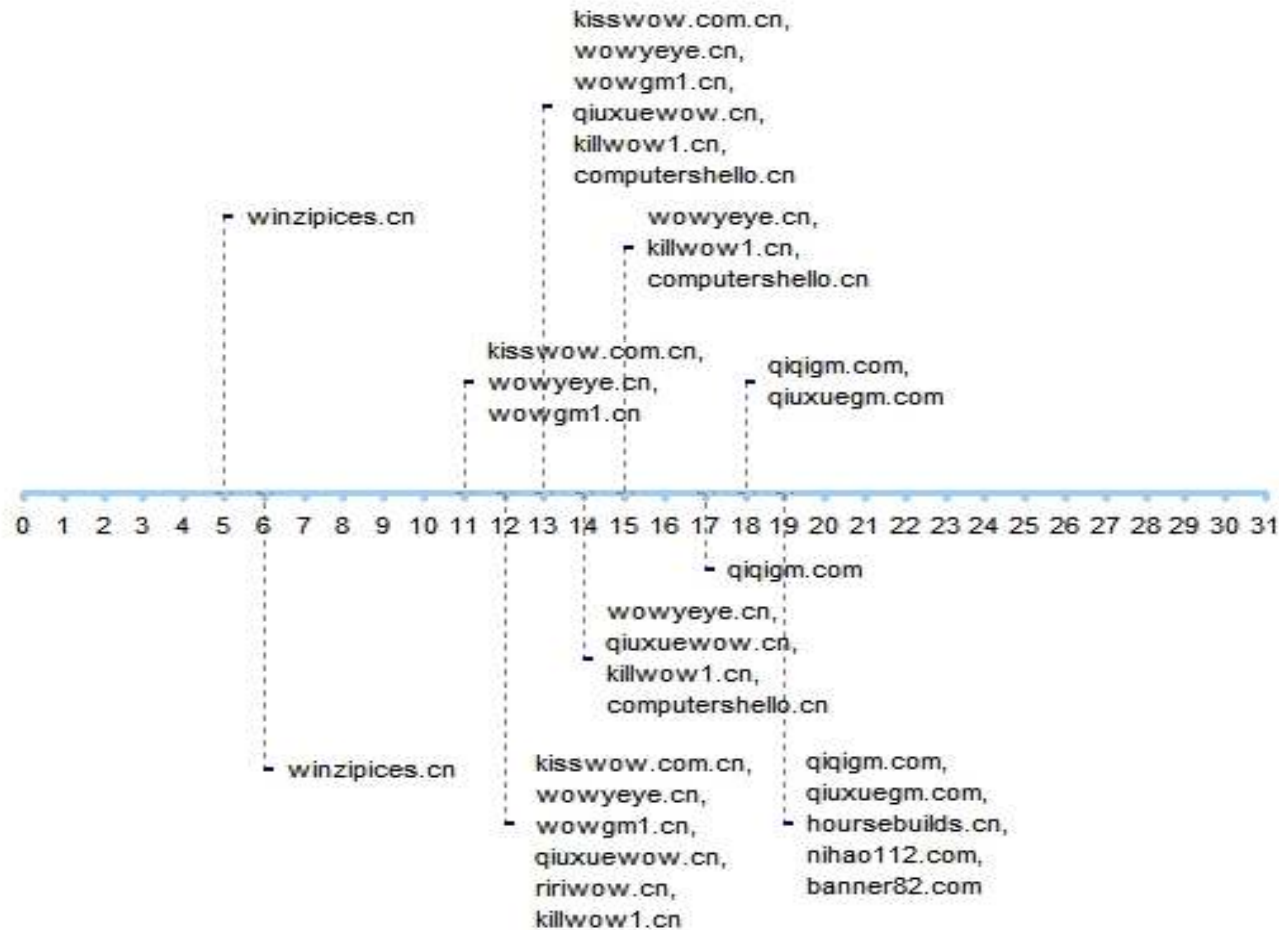 kisswow.com.cn,
wowyeye.cn,
wowgm1.cn,
qiuxuewow.cn,
killwow1.cn,
computershello.cn
winzipices.cn
wowyeye.cn,
killwow1.cn,
computershello.cn
kisswow.com.cn,
wowyeye.cn,
wowgm1.cn
qiqigm.com,
qiuxuegm.com
0 1 2 3 4 5 6 7 8 9 10 11 12 13 14 15 16 17 18 19 20 21 22 23 24 25 26 27 28 29 30 31
qiqigm.com
wowyeye.cn,
qiuxuewow.cn,
killwow1.cn,
computershello.cn
winzipices.cn
kisswow.com.cn,
wowyeye.cn,
wowgm1.cn,
qiuxuewow.cn,
ririwow.cn,
killwow1.cn
qiqigm.com,
qiuxuegm.com,
hoursebuilds.cn,
nihao112.com,
banner82.com